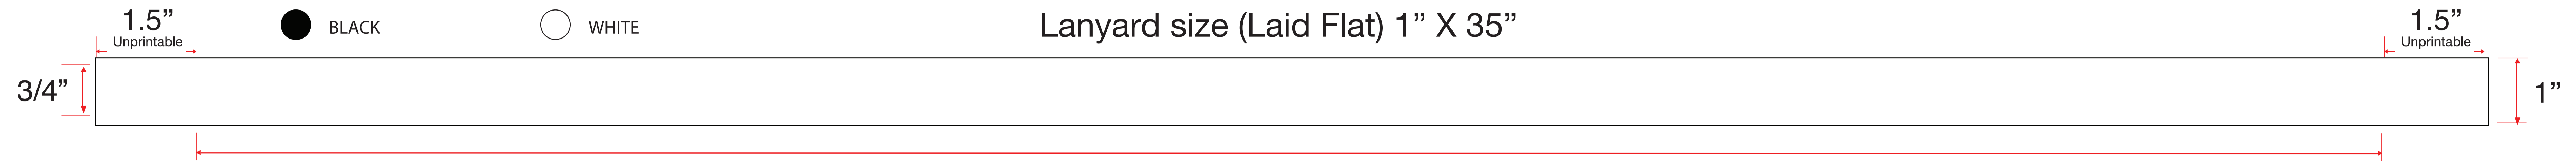 1.5”
Unprintable
BLACK
WHITE
Lanyard size (Laid Flat) 1” X 35”
1.5”
Unprintable
3/4”
1”